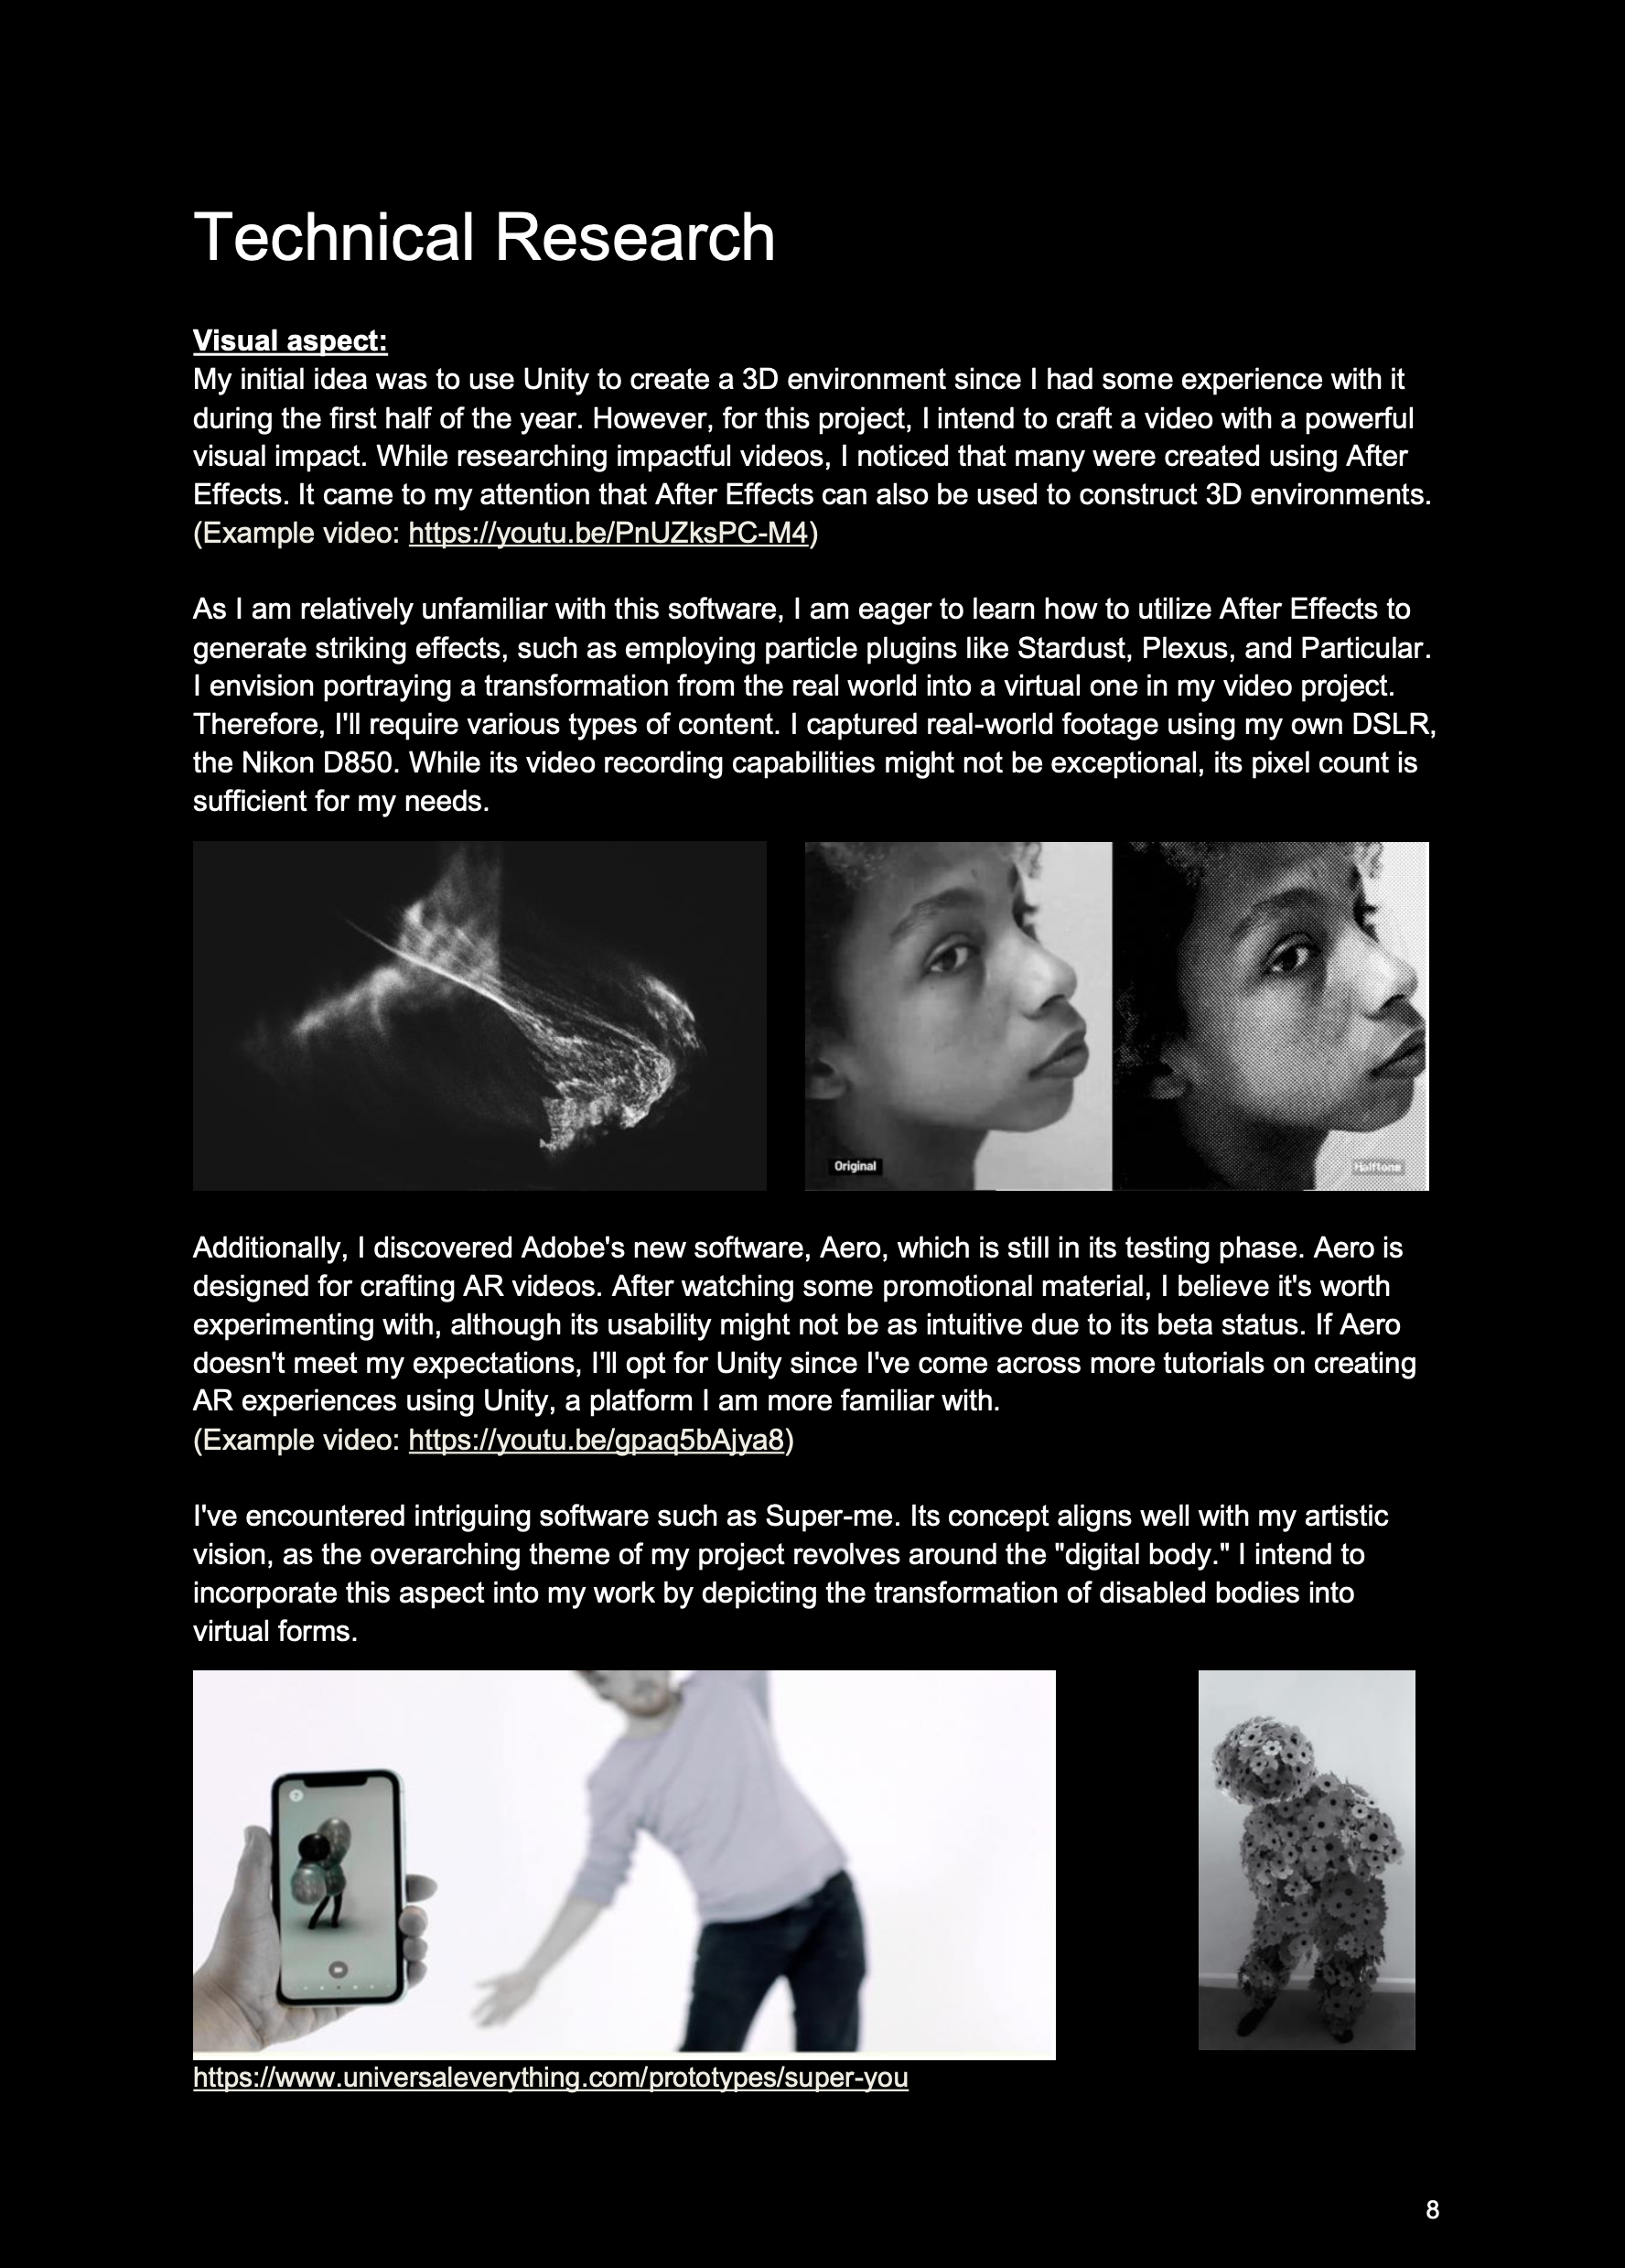 Technical Research
Visual aspect:
My initial idea was to use Unity to create a 3D environment since I had some experience with it
during the first half of the year. However, for this project, I intend to craft a video with a powerful
visual impact. While researching impactful videos, I noticed that many were created using After
Effects. It came to my attention that After Effects can also be used to construct 3D environments.
(Example video: https://youtu.be/PnUZksPC-M4)
As I am relatively unfamiliar with this software, I am eager to learn how to utilize After Effects to
generate striking effects, such as employing particle plugins like Stardust, Plexus, and Particular.
I envision portraying a transformation from the real world into a virtual one in my video project.
Therefore, I'll require various types of content. I captured real-world footage using my own DSLR,
the Nikon D850. While its video recording capabilities might not be exceptional, its pixel count is
sufficient for my needs.
Original
Halftone
Additionally, I discovered Adobe's new software, Aero, which is still in its testing phase. Aero is
designed for crafting AR videos. After watching some promotional material, I believe it's worth
experimenting with, although its usability might not be as intuitive due to its beta status. If Aero
doesn't meet my expectations, I'll opt for Unity since I've come across more tutorials on creating
AR experiences using Unity, a platform I am more familiar with.
(Example video: https://youtu.be/gpaq5bAjya8)
I've encountered intriguing software such as Super-me. Its concept aligns well with my artistic
vision, as the overarching theme of my project revolves around the "digital body." I intend to
incorporate this aspect into my work by depicting the transformation of disabled bodies into
virtual forms.
https://www.universaleverything.com/prototypes/super-you
8